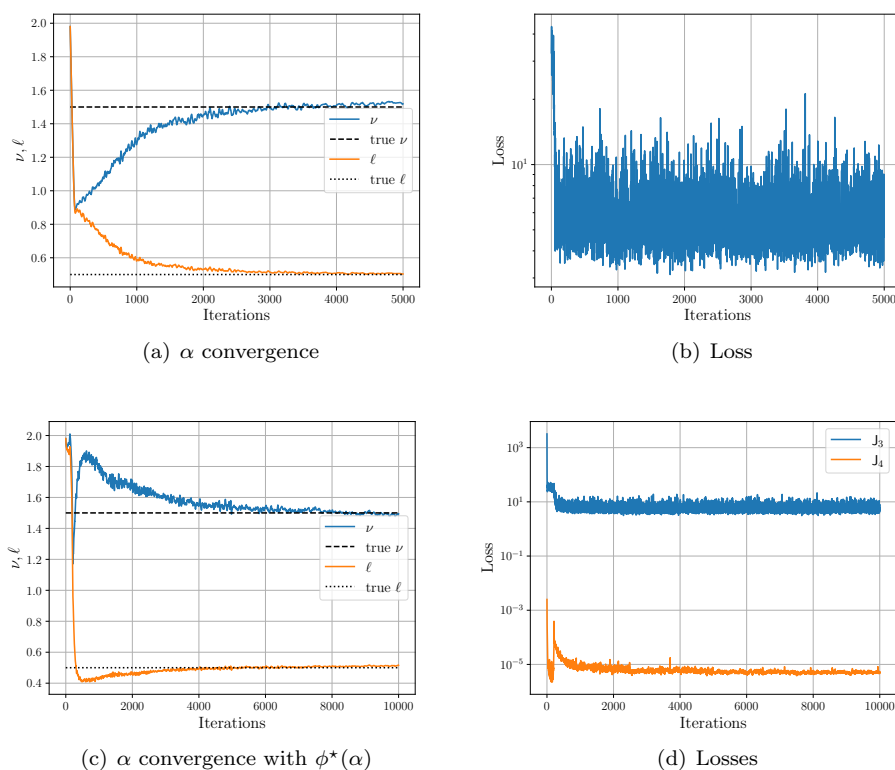 2.0
1.8
1.6
1.4
1.2
1.0
0.8
0.6
ν, ℓ
ν
true ν
ℓ
true ℓ
0 1000 2000 3000 4000 5000
Iterations
(a) α convergence
10¹
Loss
0 1000 2000 3000 4000 5000
Iterations
(b) Loss
2.0
1.8
1.6
1.4
1.2
1.0
0.8
0.6
0.4
ν, ℓ
ν
true ν
ℓ
true ℓ
0 2000 4000 6000 8000 10000
Iterations
(c) α convergence with ϕ⋆(α)
10³
10¹
10⁻¹
10⁻³
10⁻⁵
Loss
J₃
J₄
0 2000 4000 6000 8000 10000
Iterations
(d) Losses